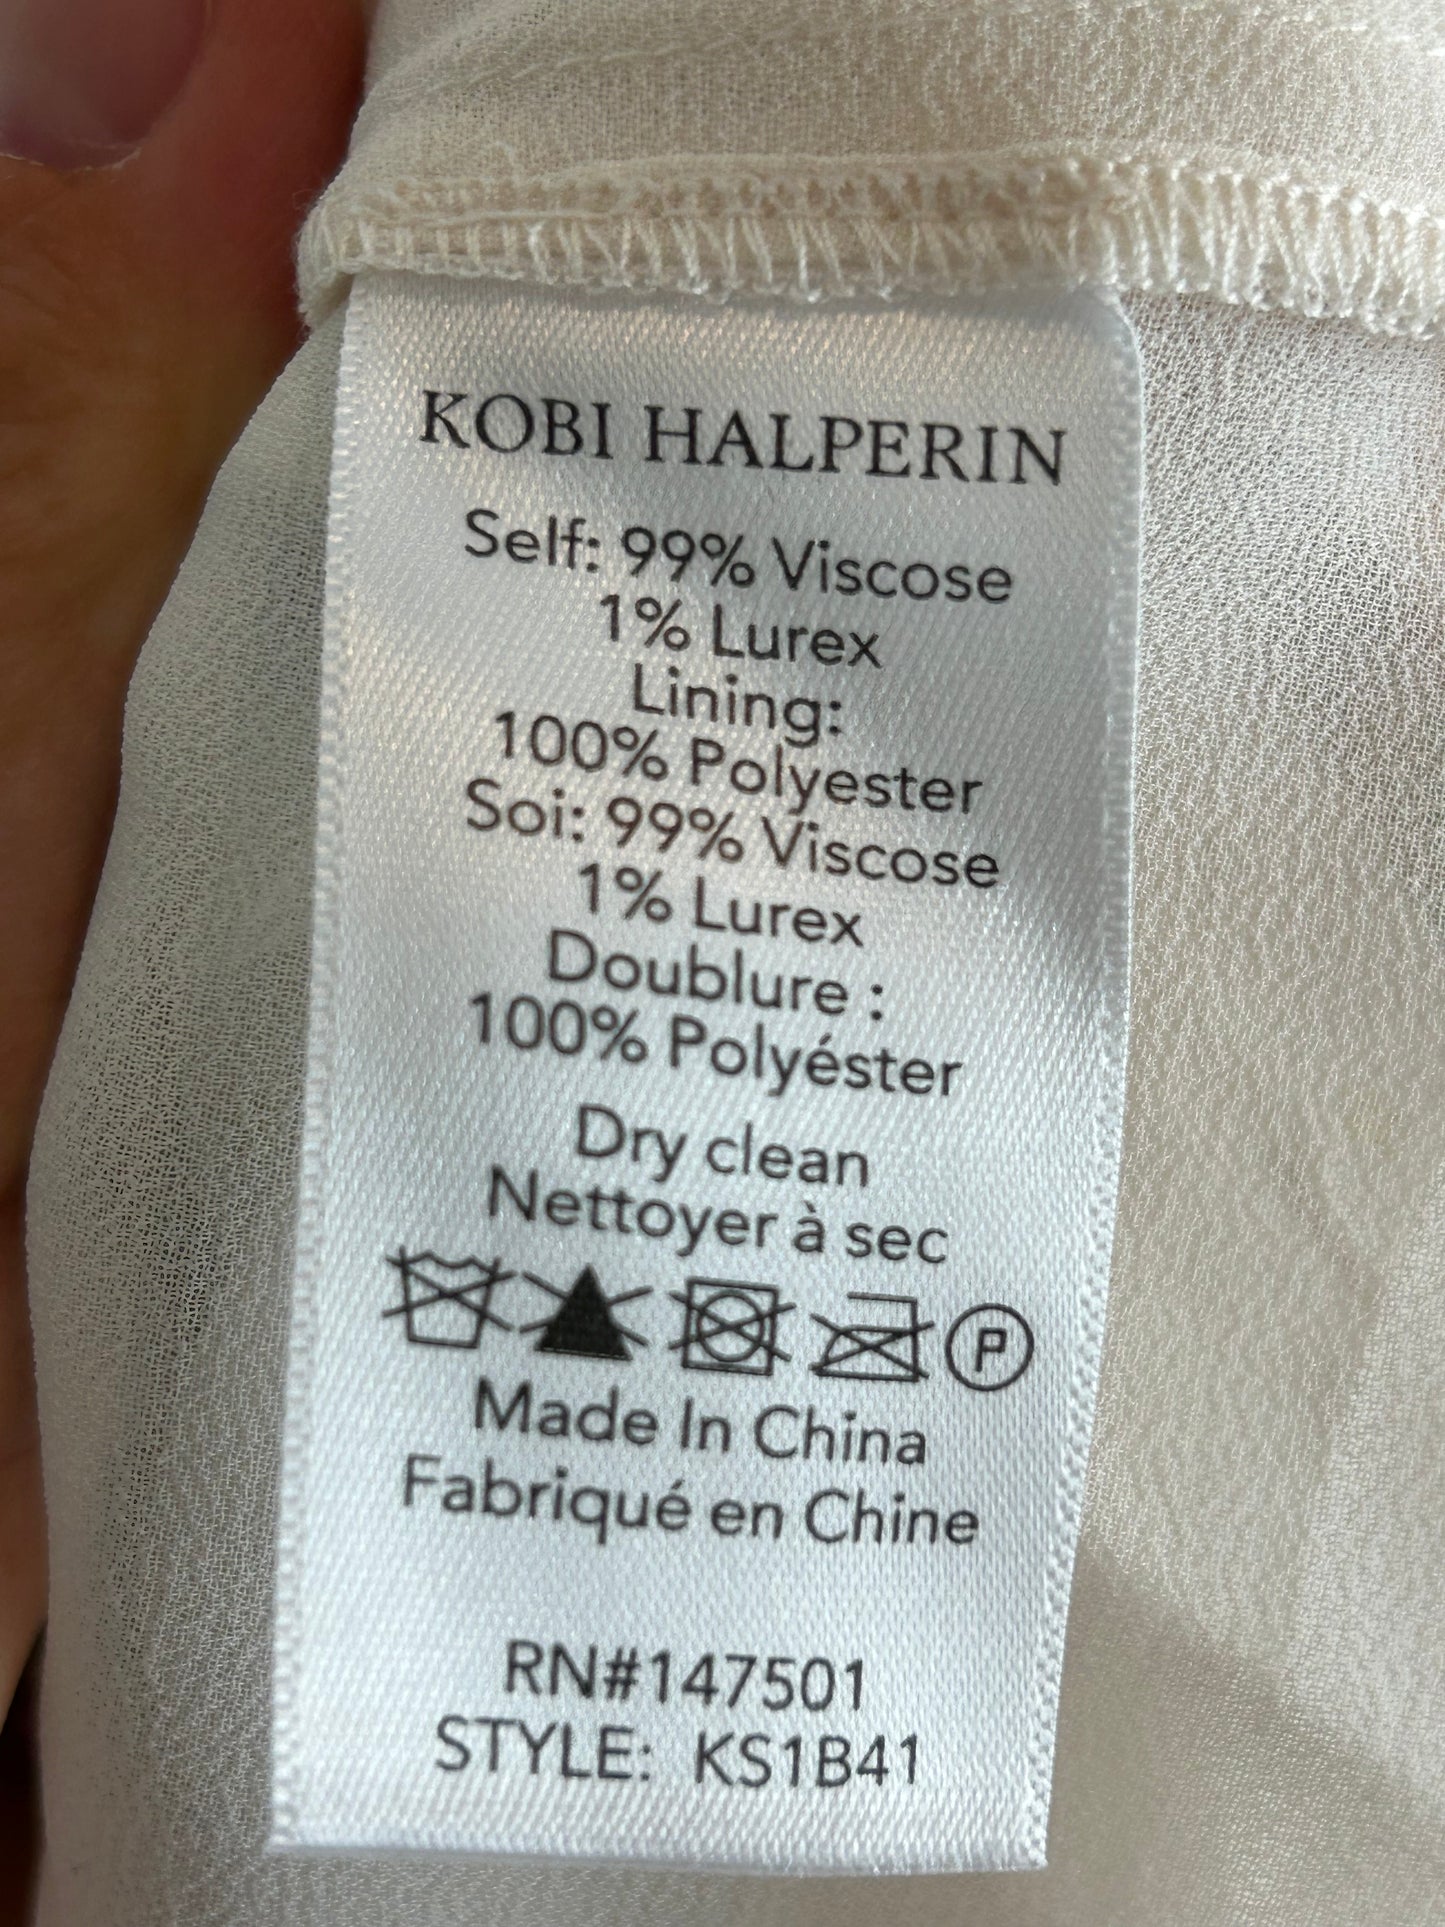 KOBI HALPERIN
Self: 99% Viscose
1% Lurex
Lining:
100% Polyester
Soi: 99% Viscose
1% Lurex
Doublure :
100% Polyéster
Dry clean
Nettoyer à sec
P
Made In China
Fabriqué en Chine
RN#147501
STYLE: KS1B41